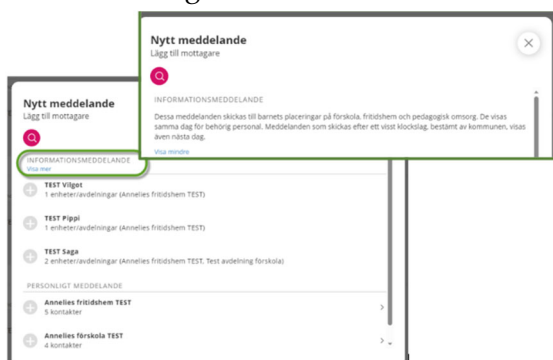 Nytt meddelande
Lägg till mottagare
INFORMATIONSMEDDELANDE
Dessa meddelanden skickas till barnets placeringar på förskola, fritidshem och pedagogisk omsorg. De visas
samma dag för behörig personal. Meddelanden som skickas efter ett visst klockslag, bestämt av kommunen, visas
även nästa dag.
Visa mindre
Nytt meddelande
Lägg till mottagare
INFORMATIONSMEDDELANDE
Visa mer
TEST Vilgot
1 enheter/avdelningar (Annelies fritidshem TEST)
TEST Pippi
1 enheter/avdelningar (Annelies fritidshem TEST)
TEST Saga
2 enheter/avdelningar (Annelies fritidshem TEST, Test avdelning förskola)
PERSONLIGT MEDDELANDE
Annelies fritidshem TEST
5 kontakter
Annelies förskola TEST
4 kontakter